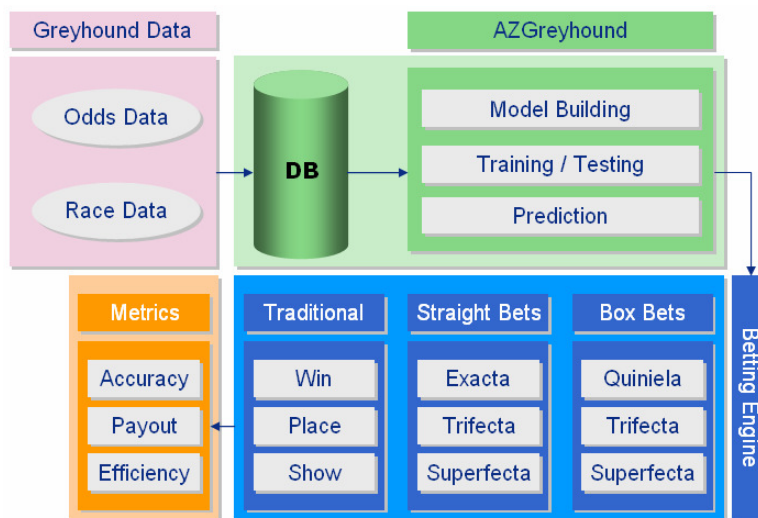 Greyhound Data
AZGreyhound
Odds Data
Race Data
DB
Model Building
Training / Testing
Prediction
Metrics
Accuracy
Payout
Efficiency
Traditional
Win
Place
Show
Straight Bets
Exacta
Trifecta
Superfecta
Box Bets
Quiniela
Trifecta
Superfecta
Betting Engine